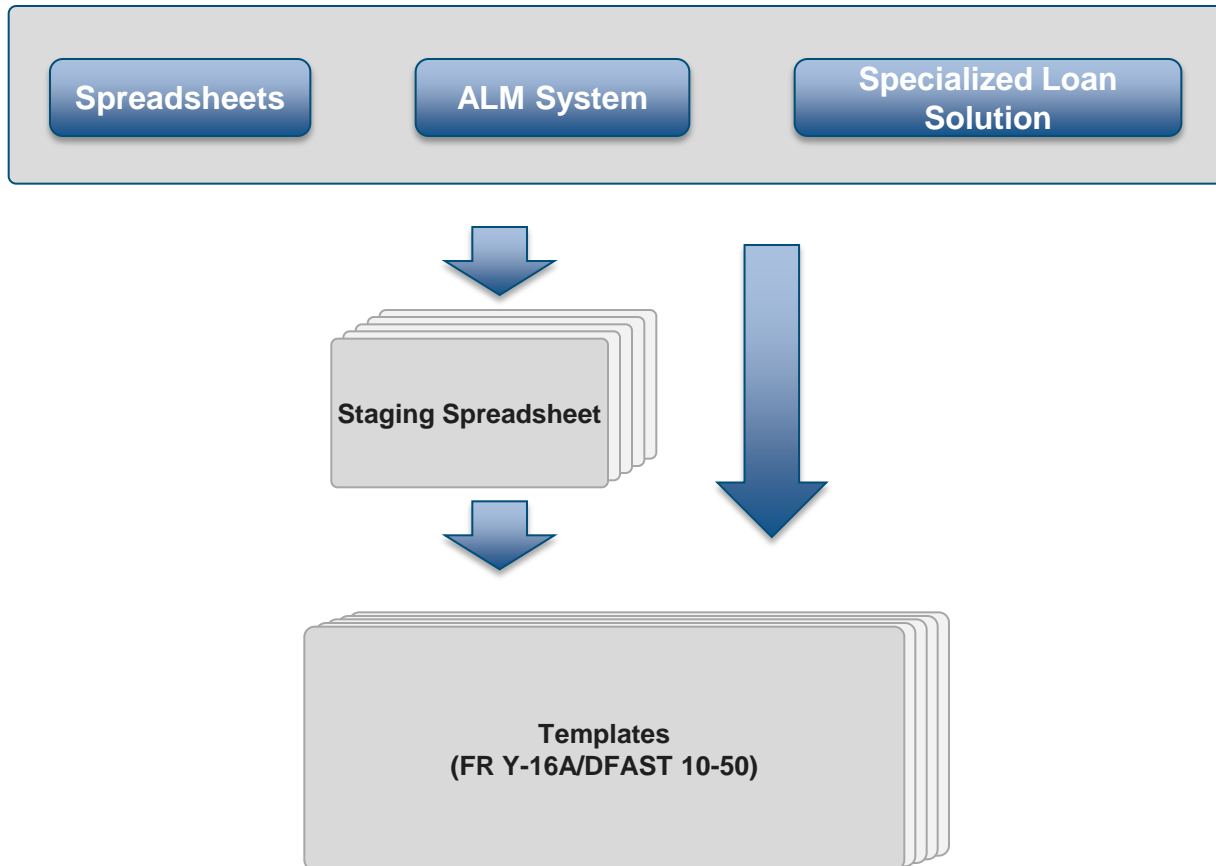 Spreadsheets
ALM System
Specialized Loan
Solution
Staging Spreadsheet
Templates
(FR Y-16A/DFAST 10-50)